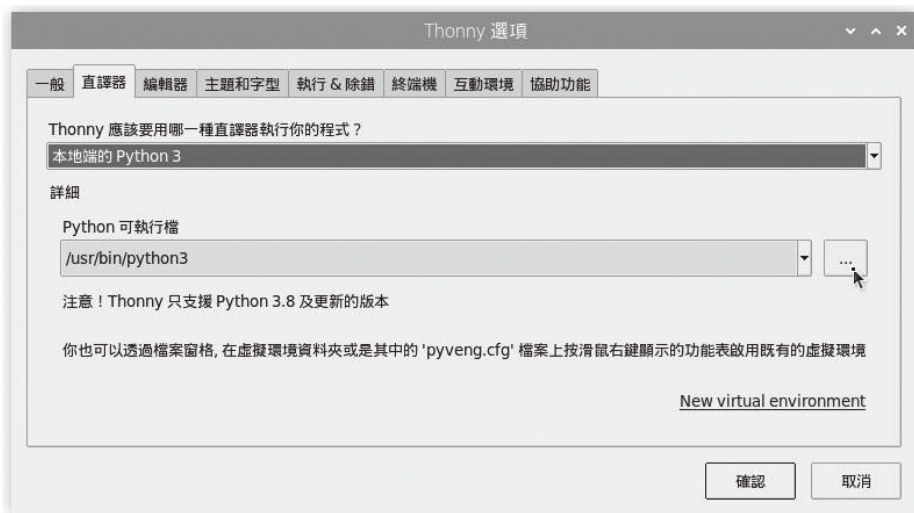 Thonny 選項
一般 直譯器 編輯器 主題和字型 執行 & 除錯 終端機 互動環境 協助功能
Thonny 應該要用哪一種直譯器執行你的程式？
本地端的 Python 3
詳細
Python 可執行檔
/usr/bin/python3
...
注意！Thonny 只支援 Python 3.8 及更新的版本
你也可以透過檔案窗格, 在虛擬環境資料夾或是其中的 'pyveng.cfg' 檔案上按滑鼠右鍵顯示的功能表啟用既有的虛擬環境
New virtual environment
確認 取消